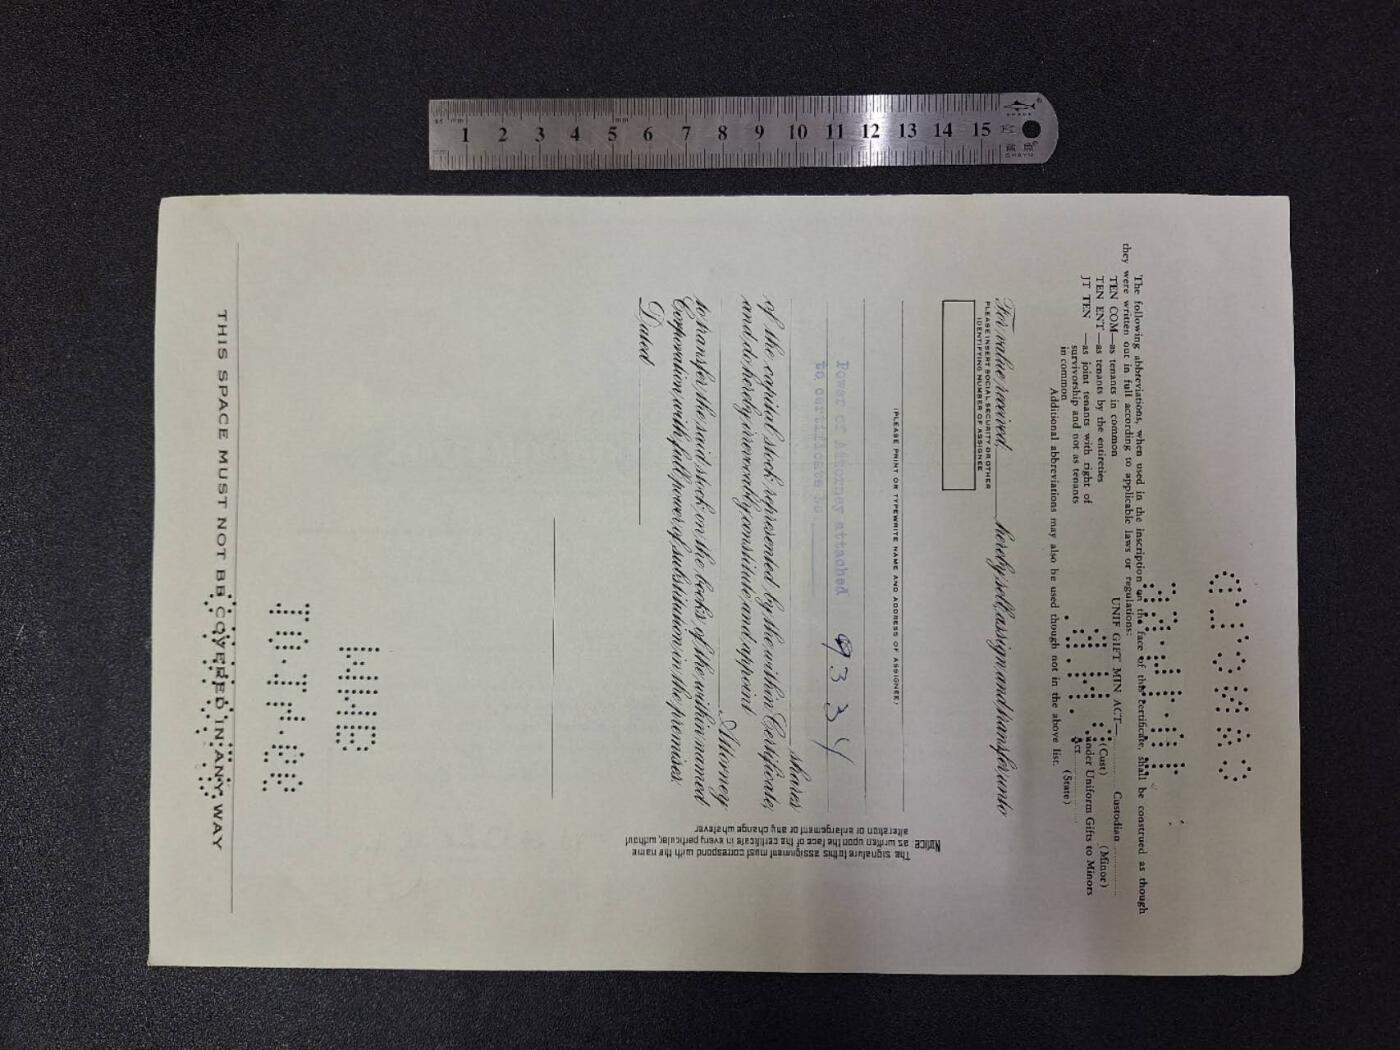 1 2 3 4 5 6 7 8 9 10 11 12 13 14 15
The following abbreviations, when used in the inscription on the face of this certificate, shall be construed as though
they were written out in full according to applicable laws or regulations:
TEN COM—as tenants in common
TEN ENT—as tenants by the entireties
JT TEN —as joint tenants with right of
survivorship and not as tenants
in common
UNIF GIFT MIN ACT— Custodian
(Cust) (Minor)
under Uniform Gifts to Minors
Act
(State)
Additional abbreviations may also be used though not in the above list.
For value received hereby sell, assign and transfer unto
PLEASE INSERT SOCIAL SECURITY OR OTHER
IDENTIFYING NUMBER OF ASSIGNEE
(PLEASE PRINT OR TYPEWRITE NAME AND ADDRESS OF ASSIGNEE)
Power of Attorney attached
to certificate No. 9334
shares
of the capital stock represented by the within Certificate,
and do hereby irrevocably constitute and appoint
Attorney
to transfer the said stock on the books of the within named
Corporation with full power of substitution in the premises.
Dated
Notice The signature to this assignment must correspond with the name
as written upon the face of the certificate in every particular, without
alteration or enlargement or any change whatever
THIS SPACE MUST NOT BE COVERED IN ANY WAY